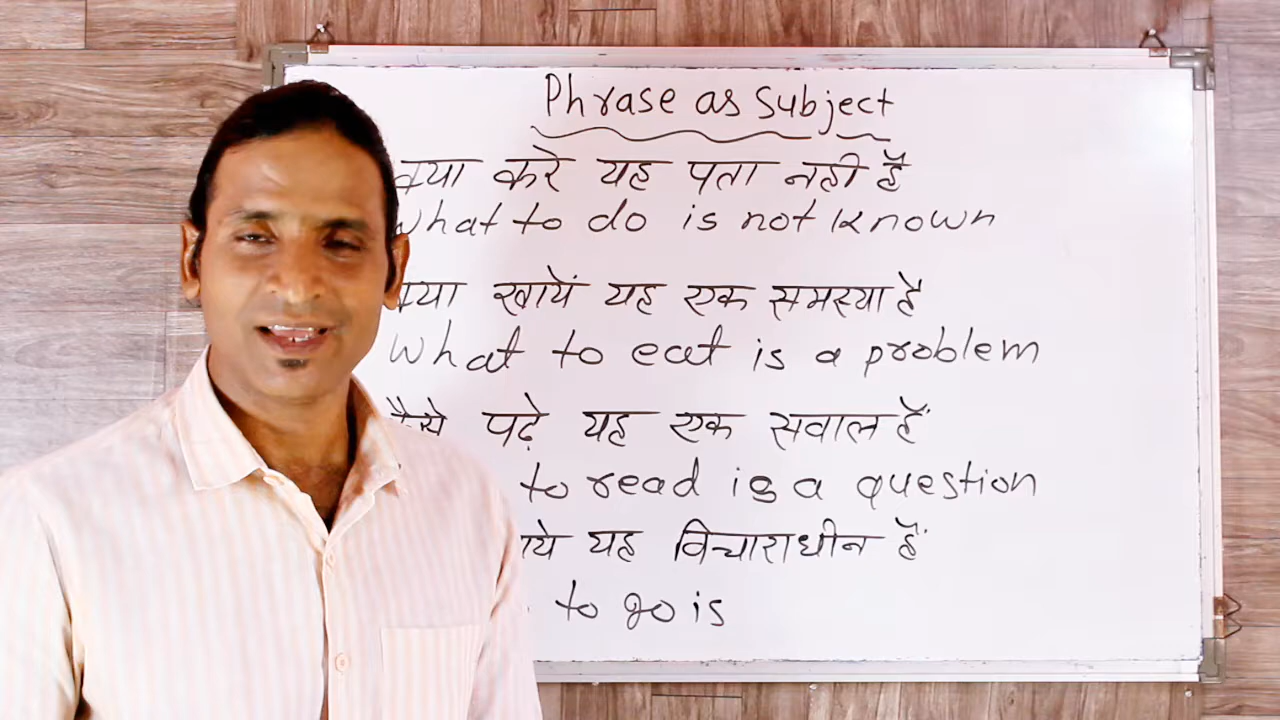 Phrase as Subject
क्या करे यह पता नही है
What to do is not known
क्या खायें यह एक समस्या है
What to eat is a problem
कैसे पढ़े यह एक सवाल हैं
to read is a question
यह विचाराधीन हैं
to go is